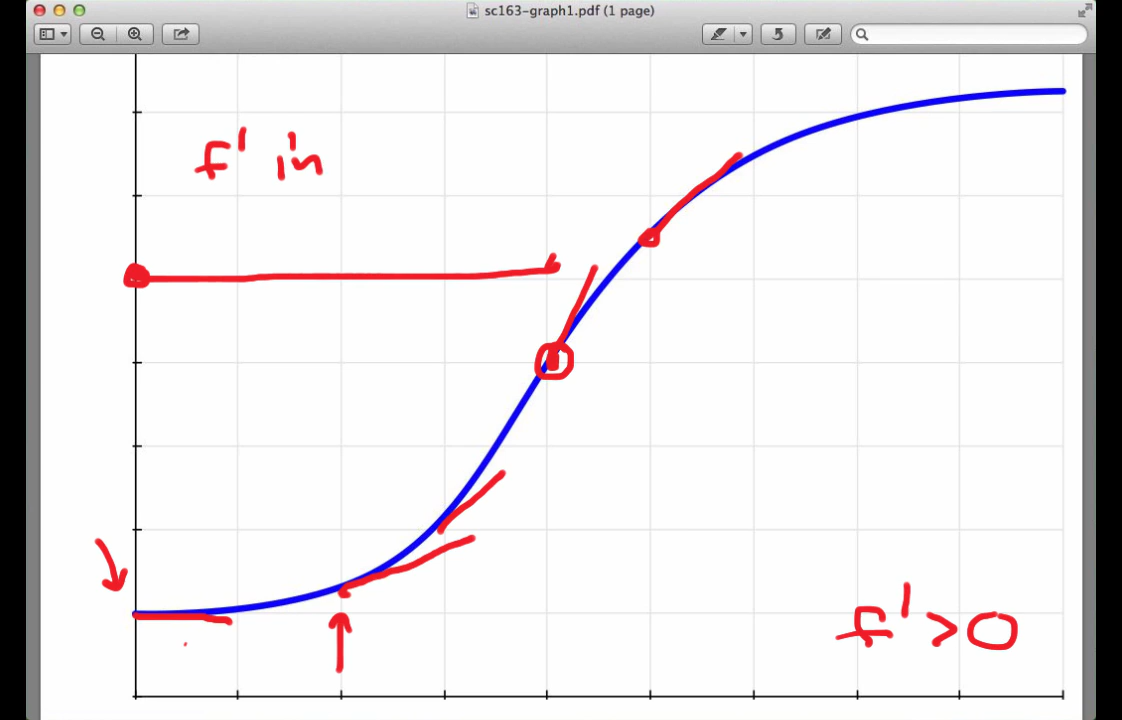 sc163-graph1.pdf (1 page)
f' in
f' > 0